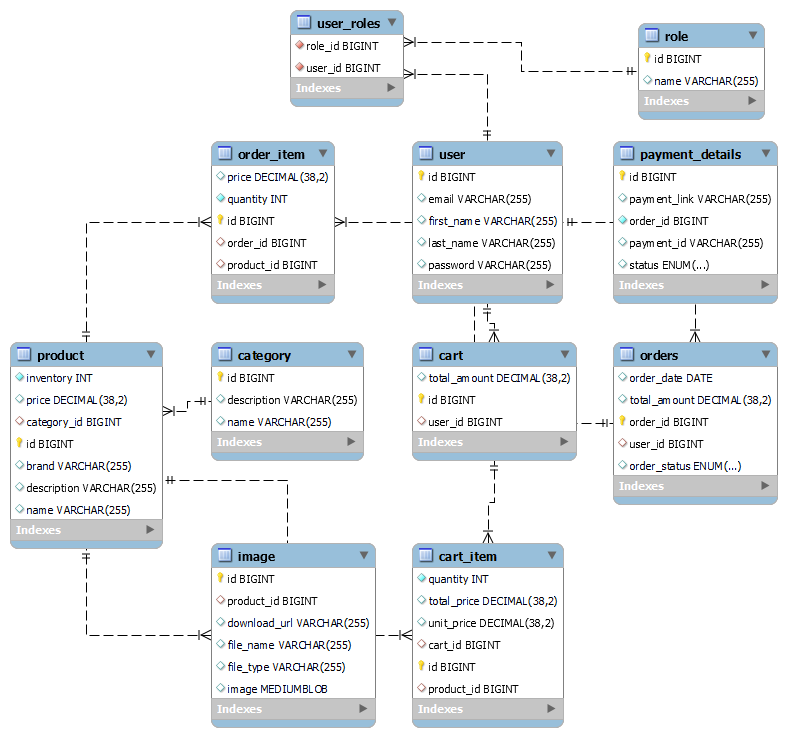 user_roles
role_id BIGINT
user_id BIGINT
Indexes
role
id BIGINT
name VARCHAR(255)
Indexes
order_item
price DECIMAL(38,2)
quantity INT
id BIGINT
order_id BIGINT
product_id BIGINT
Indexes
user
id BIGINT
email VARCHAR(255)
first_name VARCHAR(255)
last_name VARCHAR(255)
password VARCHAR(255)
Indexes
payment_details
id BIGINT
payment_link VARCHAR(255)
order_id BIGINT
payment_id VARCHAR(255)
status ENUM(...)
Indexes
product
inventory INT
price DECIMAL(38,2)
category_id BIGINT
id BIGINT
brand VARCHAR(255)
description VARCHAR(255)
name VARCHAR(255)
Indexes
category
id BIGINT
description VARCHAR(255)
name VARCHAR(255)
Indexes
cart
total_amount DECIMAL(38,2)
id BIGINT
user_id BIGINT
Indexes
orders
order_date DATE
total_amount DECIMAL(38,2)
order_id BIGINT
user_id BIGINT
order_status ENUM(...)
Indexes
image
id BIGINT
product_id BIGINT
download_url VARCHAR(255)
file_name VARCHAR(255)
file_type VARCHAR(255)
image MEDIUMBLOB
Indexes
cart_item
quantity INT
total_price DECIMAL(38,2)
unit_price DECIMAL(38,2)
cart_id BIGINT
id BIGINT
product_id BIGINT
Indexes